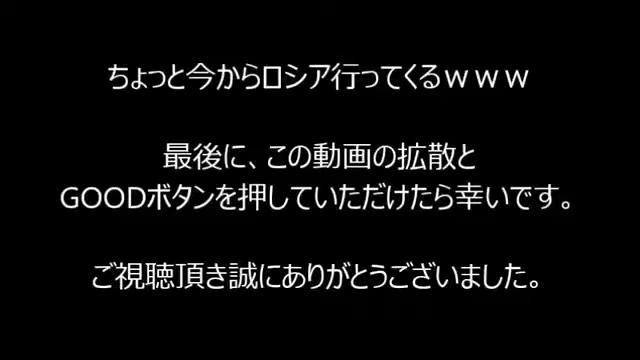 ちょっと今からロシア行ってくるｗｗｗ
最後に、この動画の拡散と
GOODボタンを押していただけたら幸いです。
ご視聴頂き誠にありがとうございました。